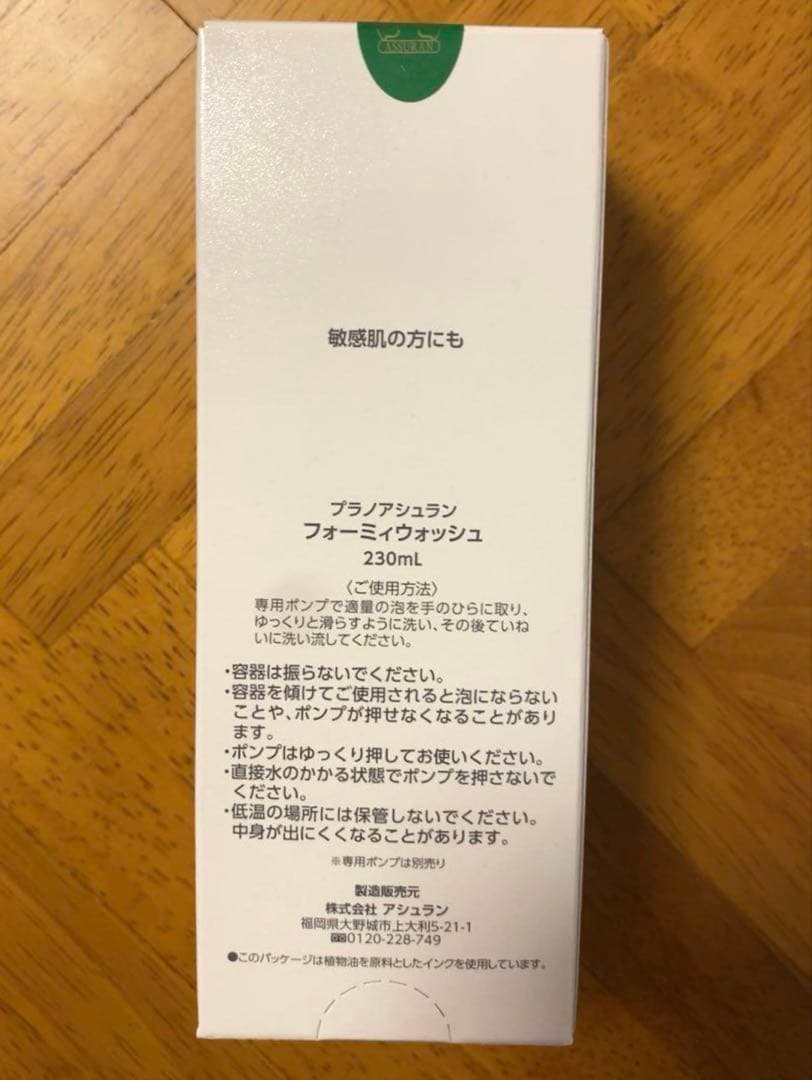 ASSURAN
敏感肌の方にも
プラノアシュラン
フォーミィウォッシュ
230mL
〈ご使用方法〉
専用ポンプで適量の泡を手のひらに取り、
ゆっくりと滑らすように洗い、その後ていね
いに洗い流してください。
・容器は振らないでください。
・容器を傾けてご使用されると泡にならない
ことや、ポンプが押せなくなることがあり
ます。
・ポンプはゆっくり押してお使いください。
・直接水のかかる状態でポンプを押さないで
ください。
・低温の場所には保管しないでください。
中身が出にくくなることがあります。
※専用ポンプは別売り
製造販売元
株式会社 アシュラン
福岡県大野城市上大利5-21-1
0120-228-749
●このパッケージは植物油を原料としたインクを使用しています。